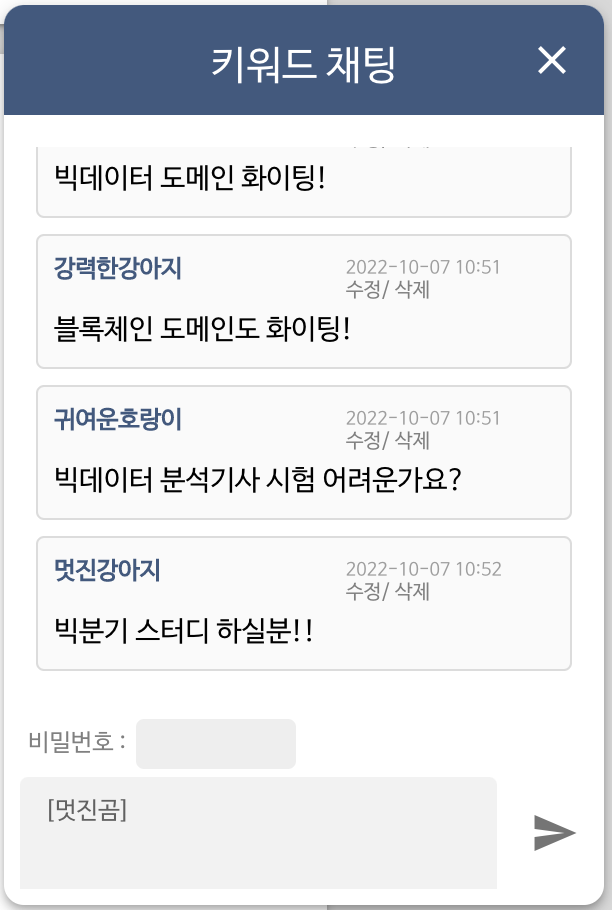 키워드 채팅
빅데이터 도메인 화이팅!
강력한강아지
2022-10-07 10:51
수정/ 삭제
블록체인 도메인도 화이팅!
귀여운호랑이
2022-10-07 10:51
수정/ 삭제
빅데이터 분석기사 시험 어려운가요?
멋진강아지
2022-10-07 10:52
수정/ 삭제
빅분기 스터디 하실분!!
비밀번호 :
[멋진곰]